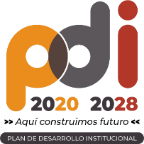 pdi
2020 2028
>> Aquí construimos futuro <<
PLAN DE DESARROLLO INSTITUCIONAL